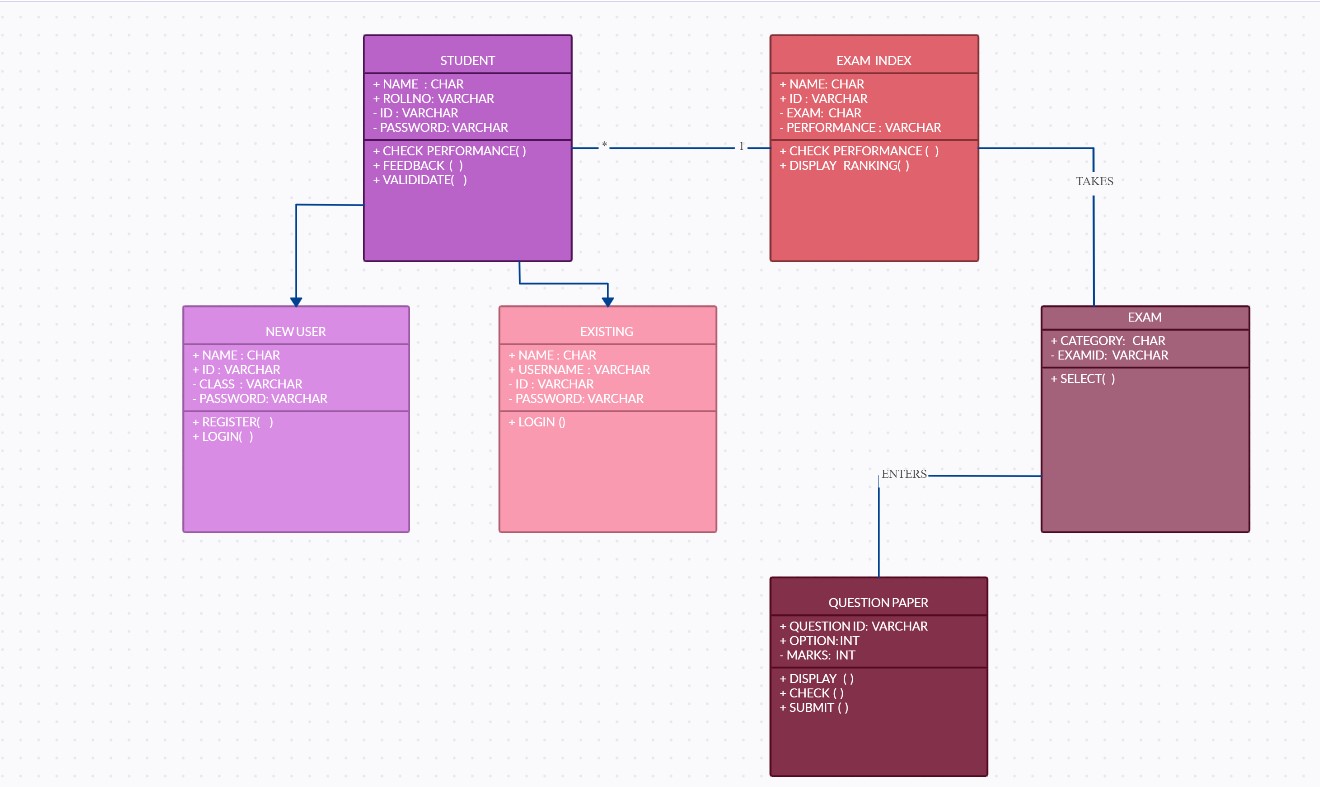 STUDENT
+ NAME : CHAR
+ ROLLNO: VARCHAR
- ID : VARCHAR
- PASSWORD: VARCHAR
+ CHECK PERFORMANCE( )
+ FEEDBACK ( )
+ VALIDIDATE( )
* 1
EXAM INDEX
+ NAME: CHAR
+ ID : VARCHAR
- EXAM: CHAR
- PERFORMANCE : VARCHAR
+ CHECK PERFORMANCE ( )
+ DISPLAY RANKING( )
TAKES
NEW USER
+ NAME : CHAR
+ ID : VARCHAR
- CLASS : VARCHAR
- PASSWORD: VARCHAR
+ REGISTER( )
+ LOGIN( )
EXISTING
+ NAME : CHAR
+ USERNAME : VARCHAR
- ID : VARCHAR
- PASSWORD: VARCHAR
+ LOGIN ()
EXAM
+ CATEGORY: CHAR
- EXAMID: VARCHAR
+ SELECT( )
ENTERS
QUESTION PAPER
+ QUESTION ID: VARCHAR
+ OPTION: INT
- MARKS: INT
+ DISPLAY ( )
+ CHECK ( )
+ SUBMIT ( )